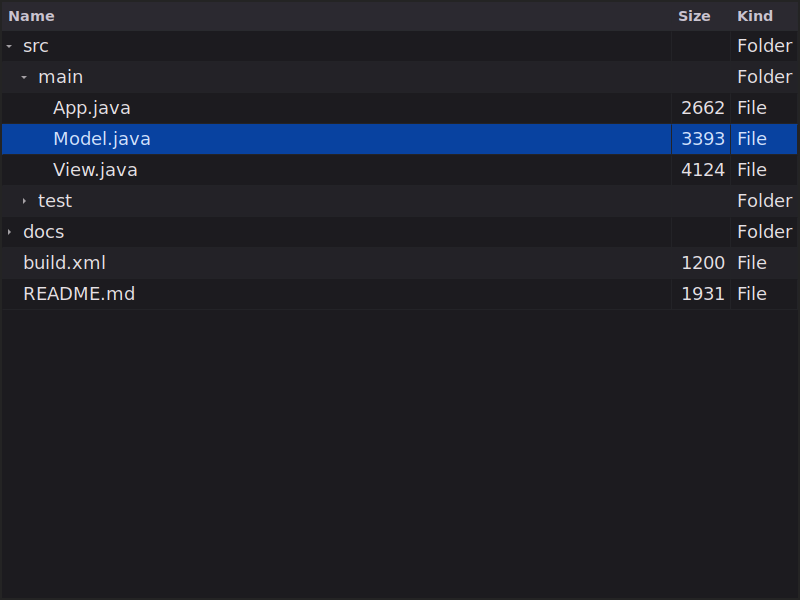 Name Size Kind
src Folder
main Folder
App.java 2662 File
Model.java 3393 File
View.java 4124 File
test Folder
docs Folder
build.xml 1200 File
README.md 1931 File